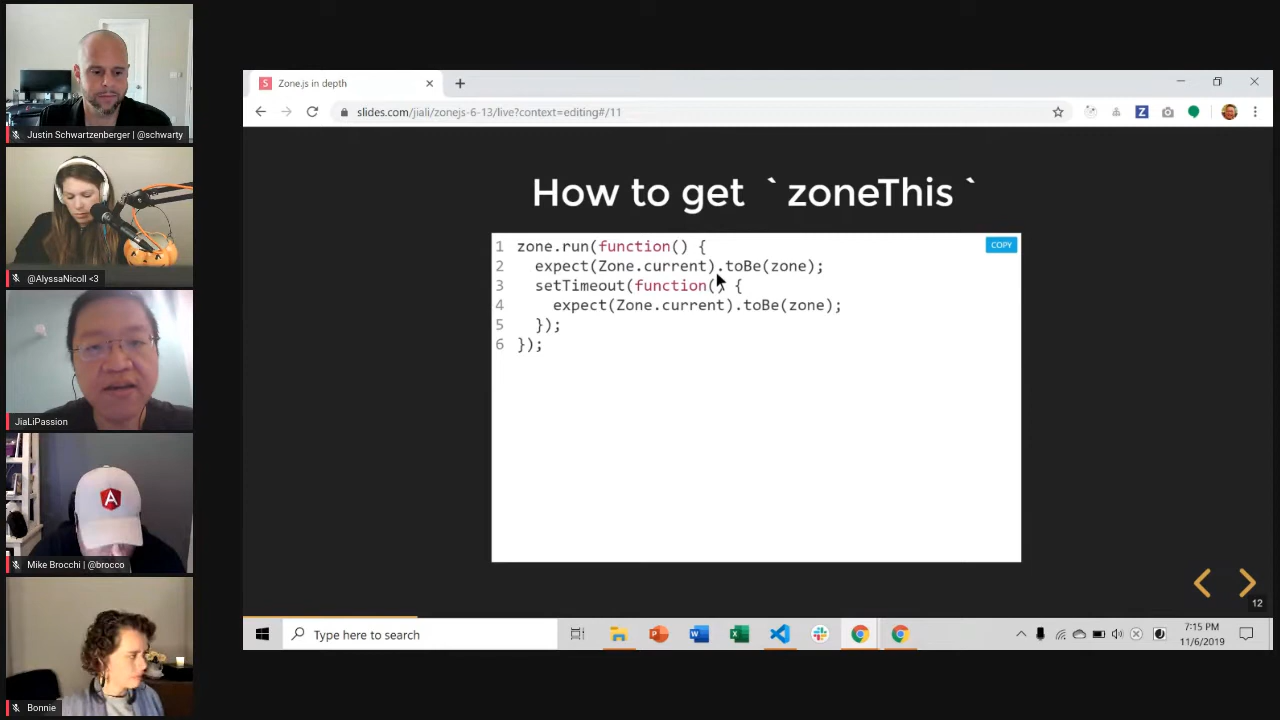 Justin Schwartzenberger | @schwarty
@AlyssaNicoll <3
JiaLiPassion
A
Mike Brocchi | @brocco
Bonnie
S Zone.js in depth
slides.com/jiali/zonejs-6-13/live?context=editing#/11
Z
How to get `zoneThis`
COPY
1 zone.run(function() {
2   expect(Zone.current).toBe(zone);
3   setTimeout(function() {
4     expect(Zone.current).toBe(zone);
5   });
6 });
12
Type here to search
7:15 PM
11/6/2019